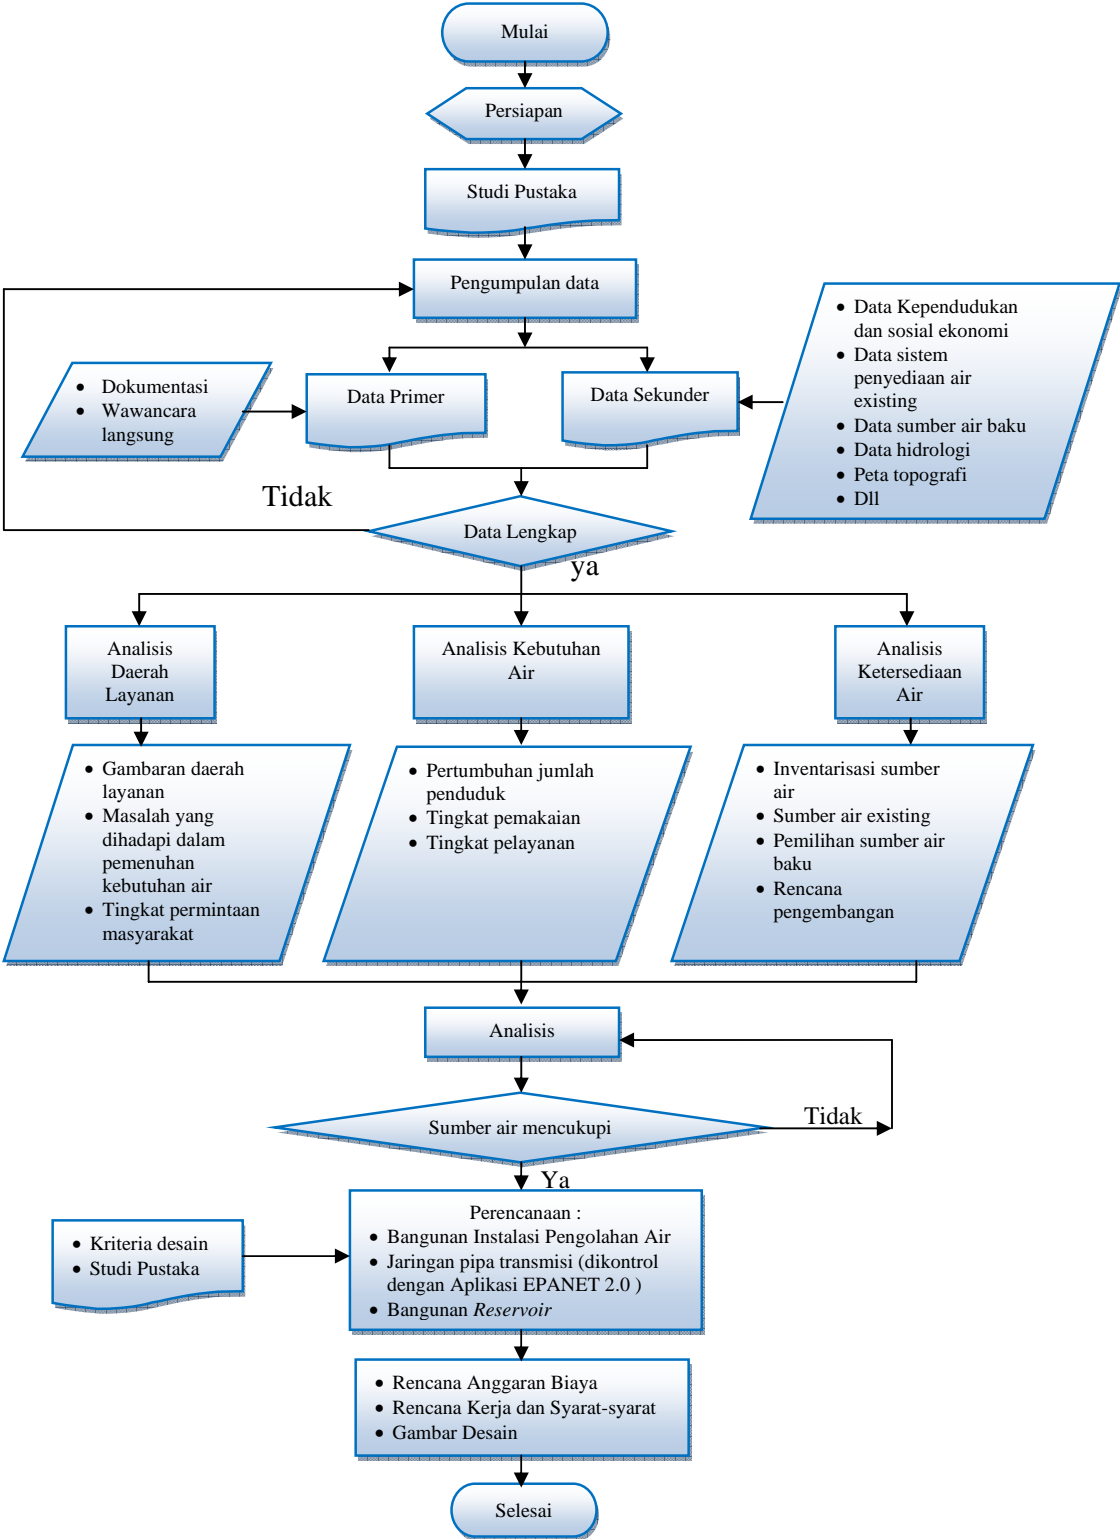 Mulai
Persiapan
Studi Pustaka
Pengumpulan data
• Data Kependudukan
dan sosial ekonomi
• Data sistem
penyediaan air
existing
• Data sumber air baku
• Data hidrologi
• Peta topografi
• Dll
• Dokumentasi
• Wawancara
langsung
Data Primer
Data Sekunder
Tidak
Data Lengkap
ya
Analisis
Daerah
Layanan
Analisis Kebutuhan
Air
Analisis
Ketersediaan
Air
• Gambaran daerah
layanan
• Masalah yang
dihadapi dalam
pemenuhan
kebutuhan air
• Tingkat permintaan
masyarakat
• Pertumbuhan jumlah
penduduk
• Tingkat pemakaian
• Tingkat pelayanan
• Inventarisasi sumber
air
• Sumber air existing
• Pemilihan sumber air
baku
• Rencana
pengembangan
Analisis
Sumber air mencukupi
Tidak
Ya
• Kriteria desain
• Studi Pustaka
Perencanaan :
• Bangunan Instalasi Pengolahan Air
• Jaringan pipa transmisi (dikontrol
dengan Aplikasi EPANET 2.0 )
• Bangunan Reservoir
• Rencana Anggaran Biaya
• Rencana Kerja dan Syarat-syarat
• Gambar Desain
Selesai